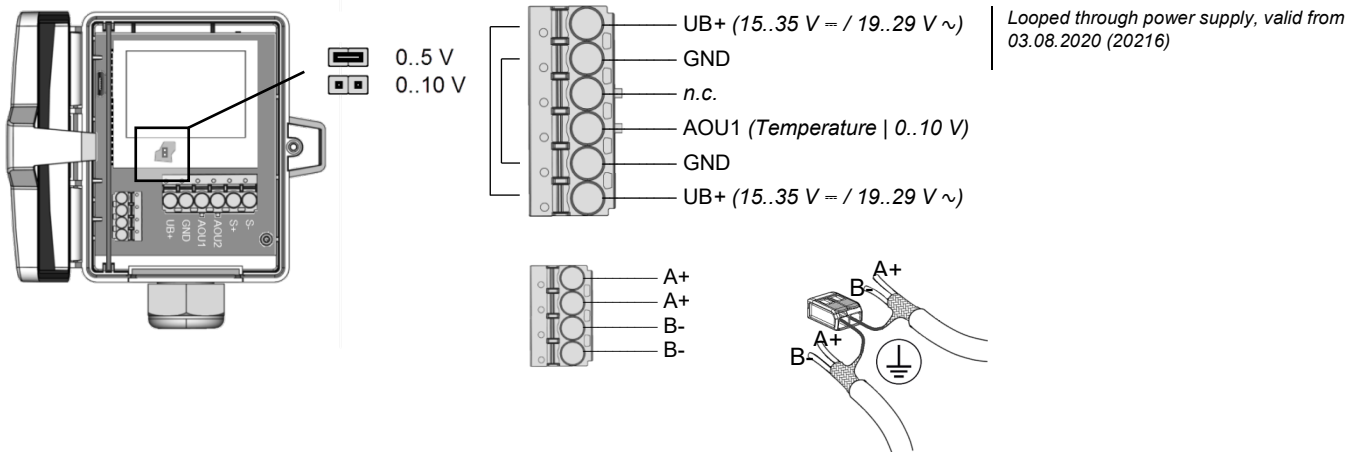 0..5 V
0..10 V
UB+ (15..35 V ⎓ / 19..29 V ∿)
GND
n.c.
AOU1 (Temperature | 0..10 V)
GND
UB+ (15..35 V ⎓ / 19..29 V ∿)
Looped through power supply, valid from
03.08.2020 (20216)
UB+
GND
AOU1
AOU2
S+
S-
A+
A+
B-
B-
A+
B-
A+
B-